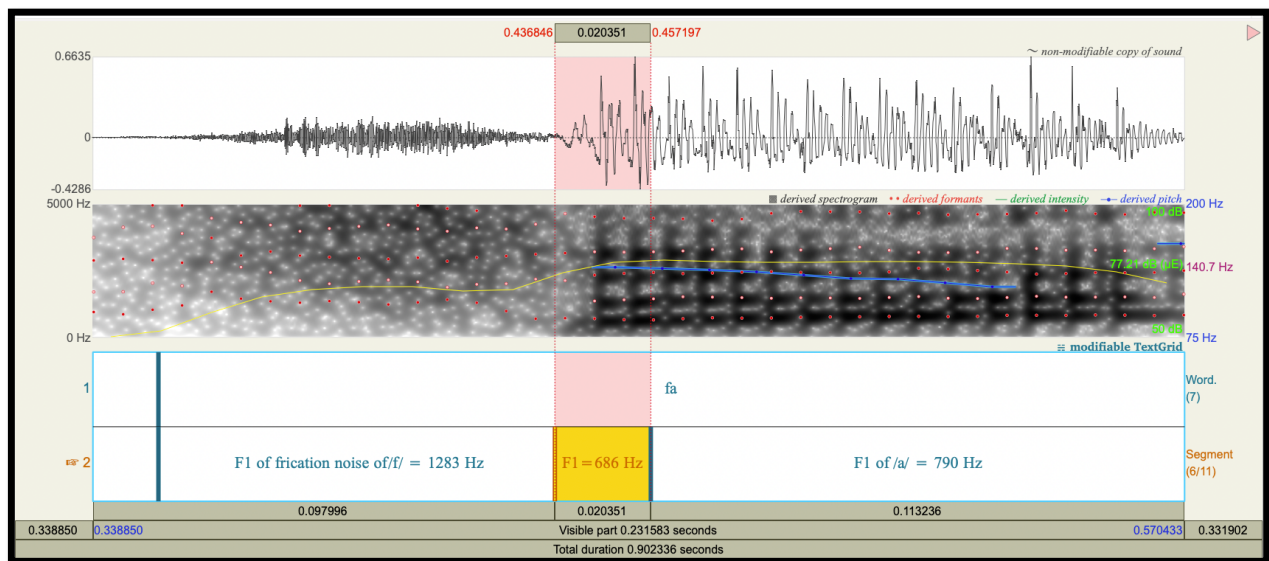 0.436846 0.020351 0.457197
0.6635 ~ non-modifiable copy of sound
0
-0.4286
5000 Hz derived spectrogram derived formants derived intensity derived pitch 200 Hz
100 dB
77.21 dB (µE) 140.7 Hz
50 dB
0 Hz 75 Hz
modifiable TextGrid
1 fa Word.
(7)
2 F1 of frication noise of/f/ = 1283 Hz F1 = 686 Hz F1 of /a/ = 790 Hz Segment
(6/11)
0.097996 0.020351 0.113236
0.338850 0.338850 Visible part 0.231583 seconds 0.570433 0.331902
Total duration 0.902336 seconds